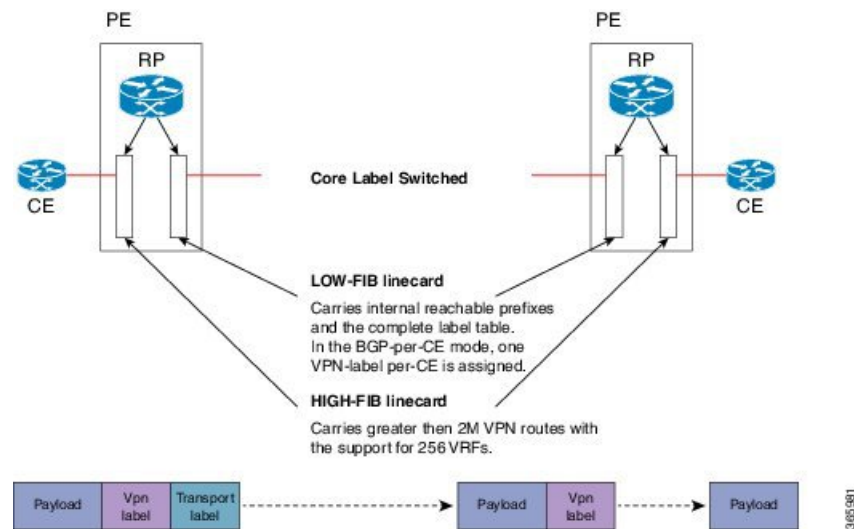 PE
PE
RP
RP
CE
Core Label Switched
CE
LOW-FIB linecard
Carries internal reachable prefixes
and the complete label table.
In the BGP-per-CE mode, one
VPN-label per-CE is assigned.
HIGH-FIB linecard
Carries greater then 2M VPN routes with
the support for 256 VRFs.
Payload
Vpn
label
Transport
label
Payload
Vpn
label
Payload
365981